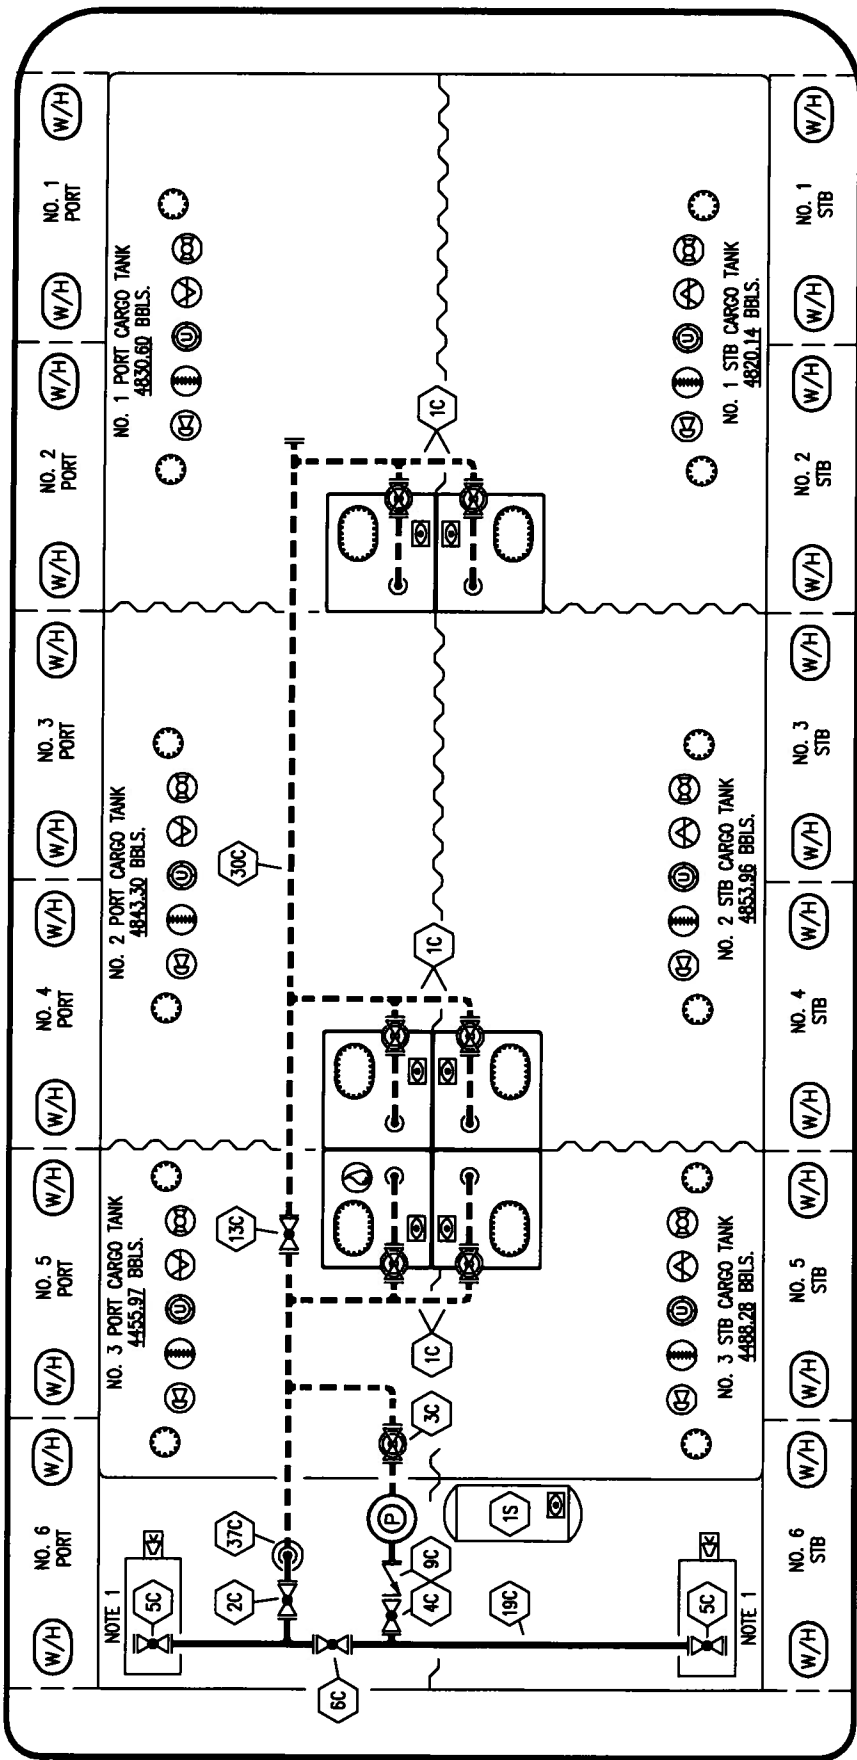 W/H
NO. 1
PORT
W/H
W/H
NO. 2
PORT
W/H
W/H
NO. 3
PORT
W/H
W/H
NO. 4
PORT
W/H
W/H
NO. 5
PORT
W/H
W/H
NO. 6
PORT
W/H
NO. 1 PORT CARGO TANK
4830.60 BBLS.
U
NO. 2 PORT CARGO TANK
4843.30 BBLS.
U
NO. 3 PORT CARGO TANK
4455.97 BBLS.
U
NOTE 1
5C
2C
37C
13C
30C
6C
4C
9C
P
3C
1C
1C
1C
1S
19C
5C
NOTE 1
U
NO. 1 STB CARGO TANK
4820.14 BBLS.
U
NO. 2 STB CARGO TANK
4853.96 BBLS.
U
NO. 3 STB CARGO TANK
4488.28 BBLS.
W/H
NO. 1
STB
W/H
W/H
NO. 2
STB
W/H
W/H
NO. 3
STB
W/H
W/H
NO. 4
STB
W/H
W/H
NO. 5
STB
W/H
W/H
NO. 6
STB
W/H